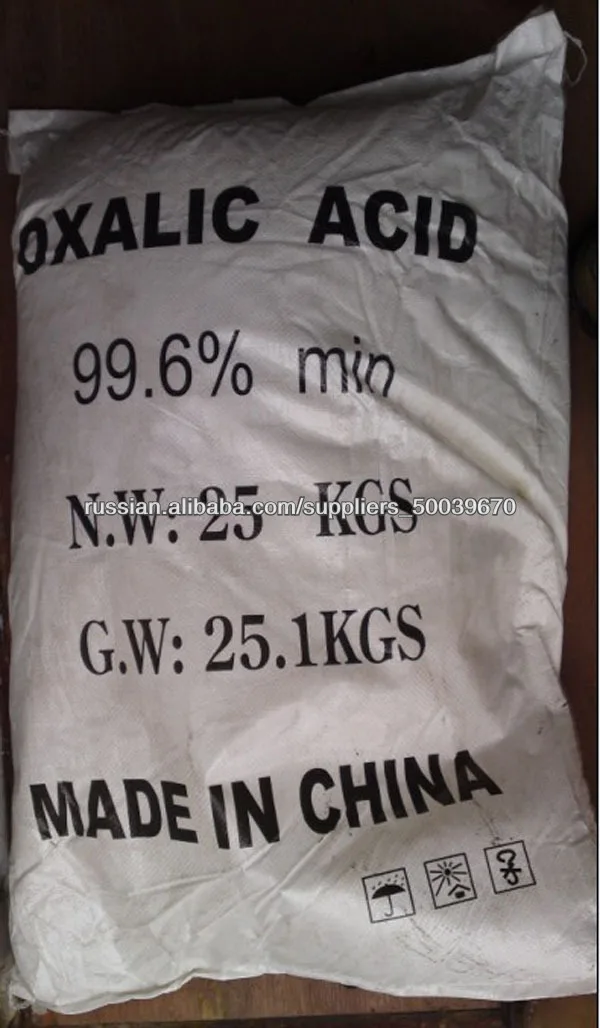 OXALIC ACID
99.6% min
russian.alibaba.com/suppliers_50039670
N.W: 25 KGS
G.W: 25.1KGS
MADE IN CHINA